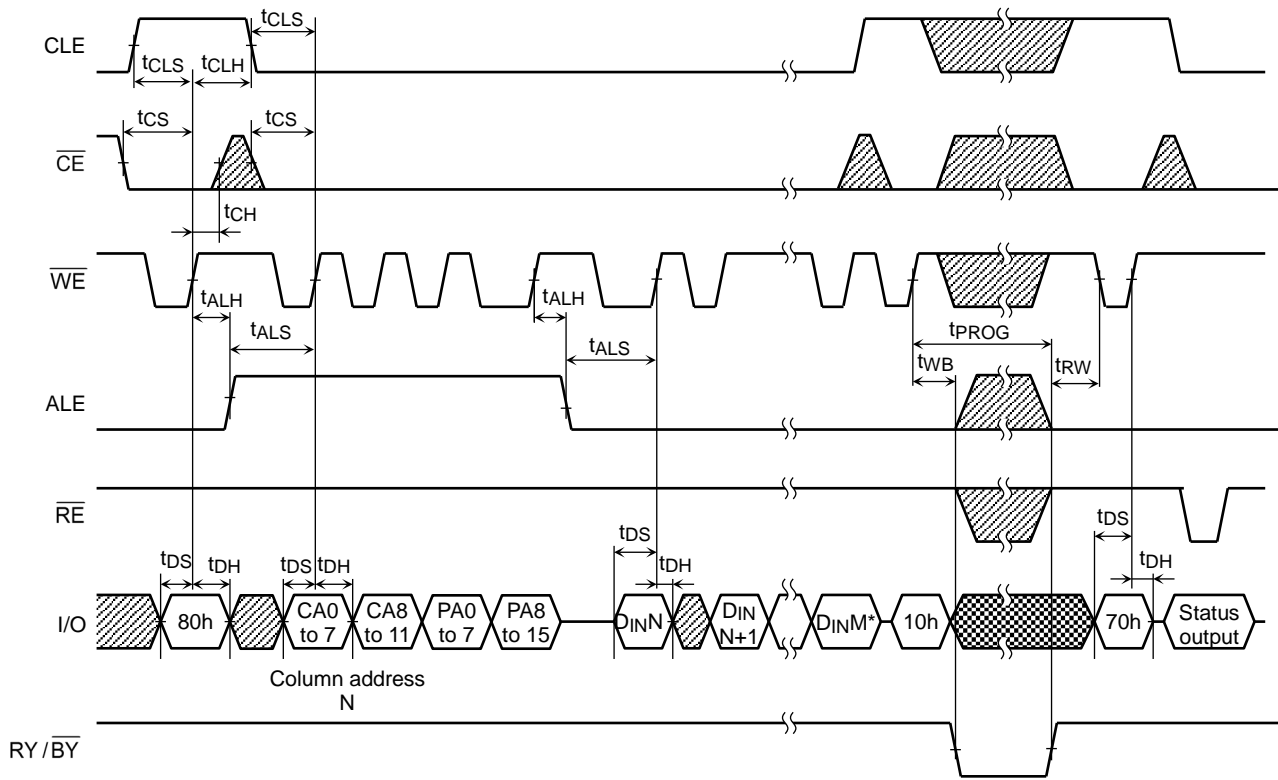 tCLS
CLE
tCLS tCLH
tCS tCS
CE
tCH
WE
tALH tALH
tPROG
tALS tALS
tWB tRW
ALE
RE
tDS tDS
tDS tDH tDS tDH tDH tDH
I/O
80h
CA0 to 7
CA8 to 11
PA0 to 7
PA8 to 15
DINN
DIN N+1
DINM*
10h
70h
Status output
Column address
N
RY / BY